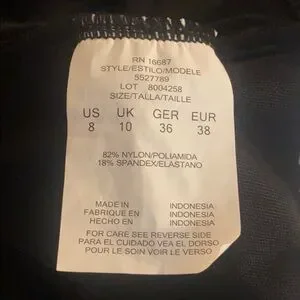 RN 16687
STYLE/ESTILO/MODELE
5527789
LOT 8004258
SIZE/TALLA/TAILLE
US UK GER EUR
8 10 36 38
82% NYLON/POLIAMIDA
18% SPANDEX/ELASTANO
MADE IN INDONESIA
FABRIQUE EN INDONESIA
HECHO EN INDONESIA
FOR CARE SEE REVERSE SIDE
PARA EL CUIDADO VEA EL DORSO
POUR LE SOIN VOIR LE VERSO